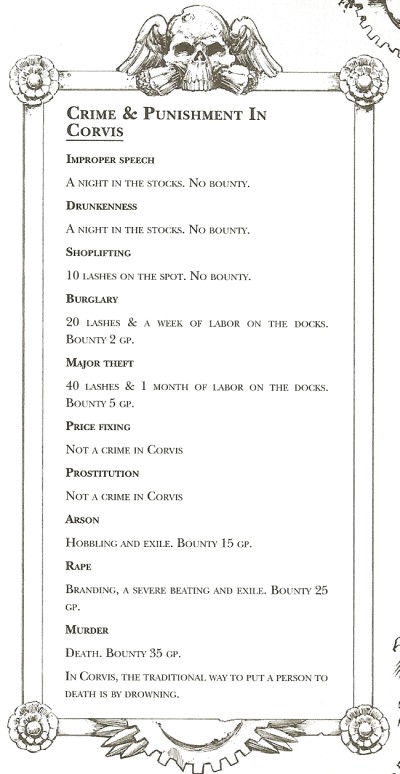 Crime & Punishment In
Corvis
Improper speech
A night in the stocks. No bounty.
Drunkenness
A night in the stocks. No bounty.
Shoplifting
10 lashes on the spot. No bounty.
Burglary
20 lashes & a week of labor on the docks.
Bounty 2 gp.
Major theft
40 lashes & 1 month of labor on the docks.
Bounty 5 gp.
Price fixing
Not a crime in Corvis
Prostitution
Not a crime in Corvis
Arson
Hobbling and exile. Bounty 15 gp.
Rape
Branding, a severe beating and exile. Bounty 25
gp.
Murder
Death. Bounty 35 gp.
In Corvis, the traditional way to put a person to
death is by drowning.